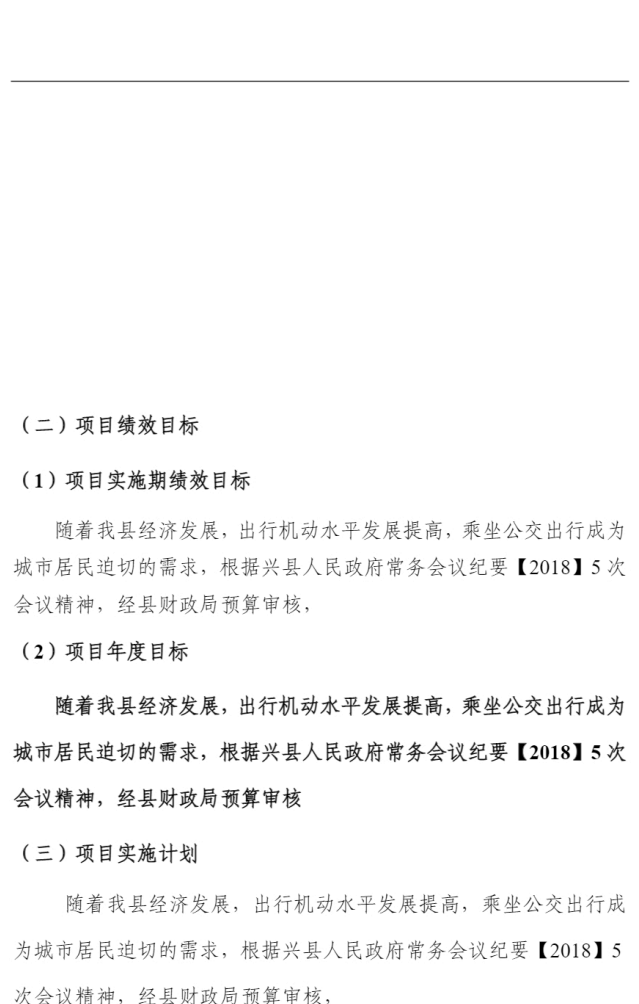 （二）项目绩效目标
（1）项目实施期绩效目标
随着我县经济发展，出行机动水平发展提高，乘坐公交出行成为
城市居民迫切的需求，根据兴县人民政府常务会议纪要【2018】5 次
会议精神，经县财政局预算审核，
（2）项目年度目标
随着我县经济发展，出行机动水平发展提高，乘坐公交出行成为
城市居民迫切的需求，根据兴县人民政府常务会议纪要【2018】5 次
会议精神，经县财政局预算审核
（三）项目实施计划
随着我县经济发展，出行机动水平发展提高，乘坐公交出行成
为城市居民迫切的需求，根据兴县人民政府常务会议纪要【2018】5
次会议精神，经县财政局预算审核，